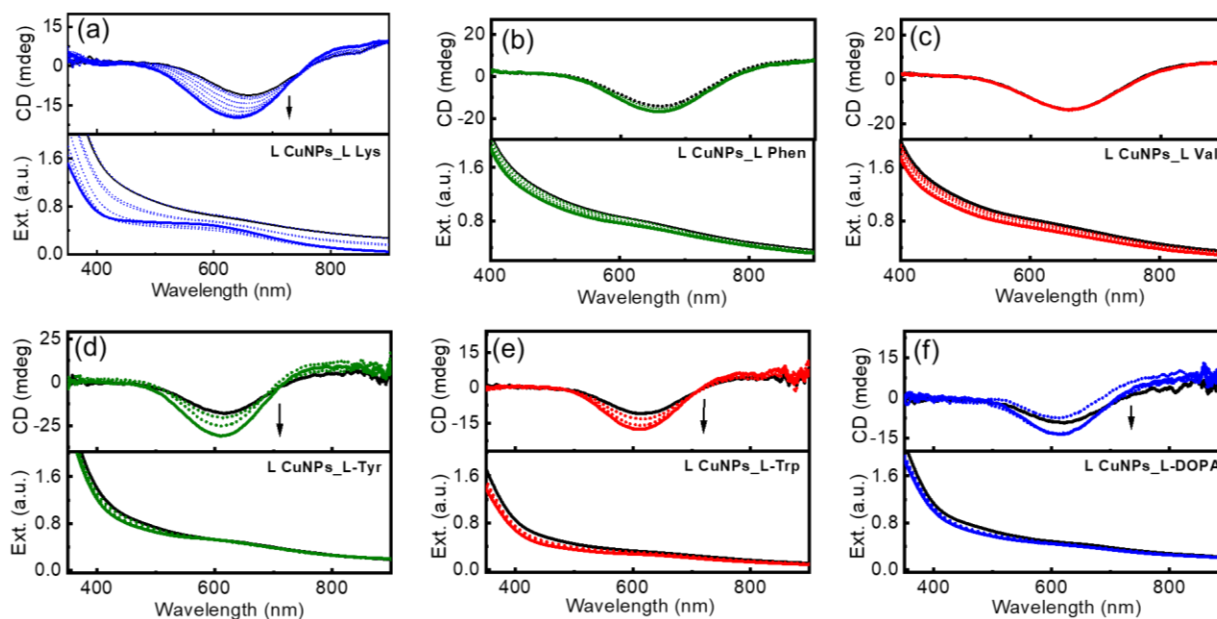 (a)
CD (mdeg)
15
0
-15
L CuNPs_L Lys
Ext. (a.u.)
1.6
1.2
0.8
0.4
0.0
400 600 800
Wavelength (nm)
(b)
CD (mdeg)
20
0
-20
L CuNPs_L Phen
Ext. (a.u.)
1.6
0.8
400 600 800
Wavelength (nm)
(c)
CD (mdeg)
20
0
-20
L CuNPs_L Val
Ext. (a.u.)
1.6
0.8
400 600 800
Wavelength (nm)
(d)
CD (mdeg)
25
0
-25
L CuNPs_L-Tyr
Ext. (a.u.)
1.6
0.8
0.0
400 600 800
Wavelength (nm)
(e)
CD (mdeg)
15
0
-15
L CuNPs_L-Trp
Ext. (a.u.)
1.6
0.8
0.0
400 600 800
Wavelength (nm)
(f)
CD (mdeg)
15
0
-15
L CuNPs_L-DOPA
Ext. (a.u.)
1.6
0.8
0.0
400 600 800
Wavelength (nm)